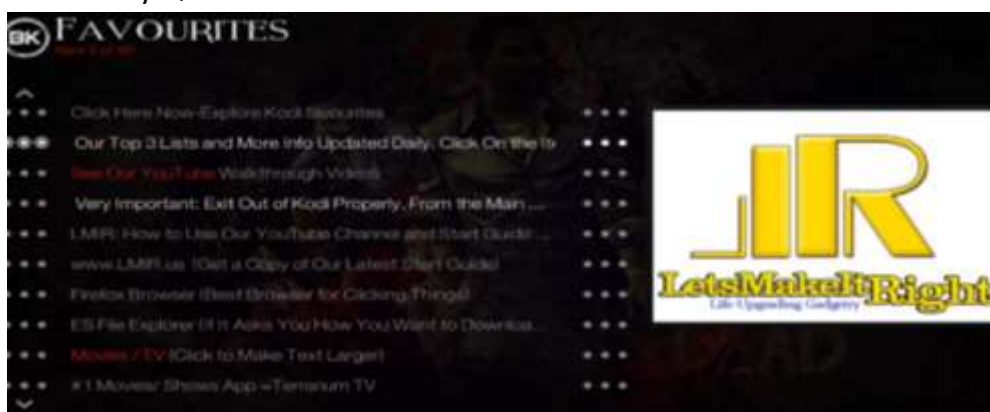 BK
FAVOURITES
Click Here Now-Explore Kodi favourites
Our Top 3 Lists and More Info Updated Daily, Click On the
See Our YouTube Walkthrough Videos
Very Important: Exit Out of Kodi Properly, From the Main ...
LMIR: How to Use Our YouTube Channel and Start Guide ...
www.LMIR.us (Get a Copy of Our Latest Start Guide)
Firefox Browser (Best Browser for Clicking Things)
ES File Explorer (If It Asks You How You Want to Downloa...
Movies / TV (Click to Make Text Larger)
#1 Movies/ Shows App =Terrarium TV
LetsMakeItRight
Life Upgrading Gadgetry